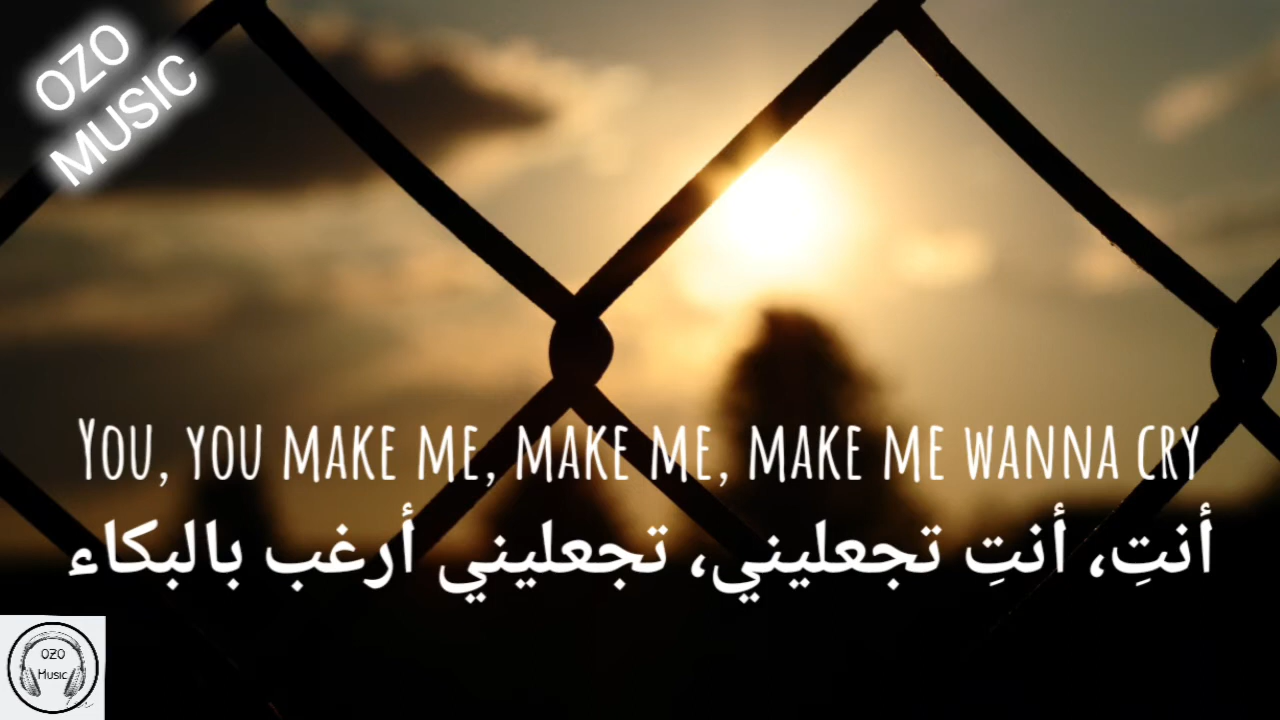 OZO
MUSIC
You, you make me, make me, make me wanna cry
أنتِ، أنتِ تجعليني، تجعليني أرغب بالبكاء
OZO
Music